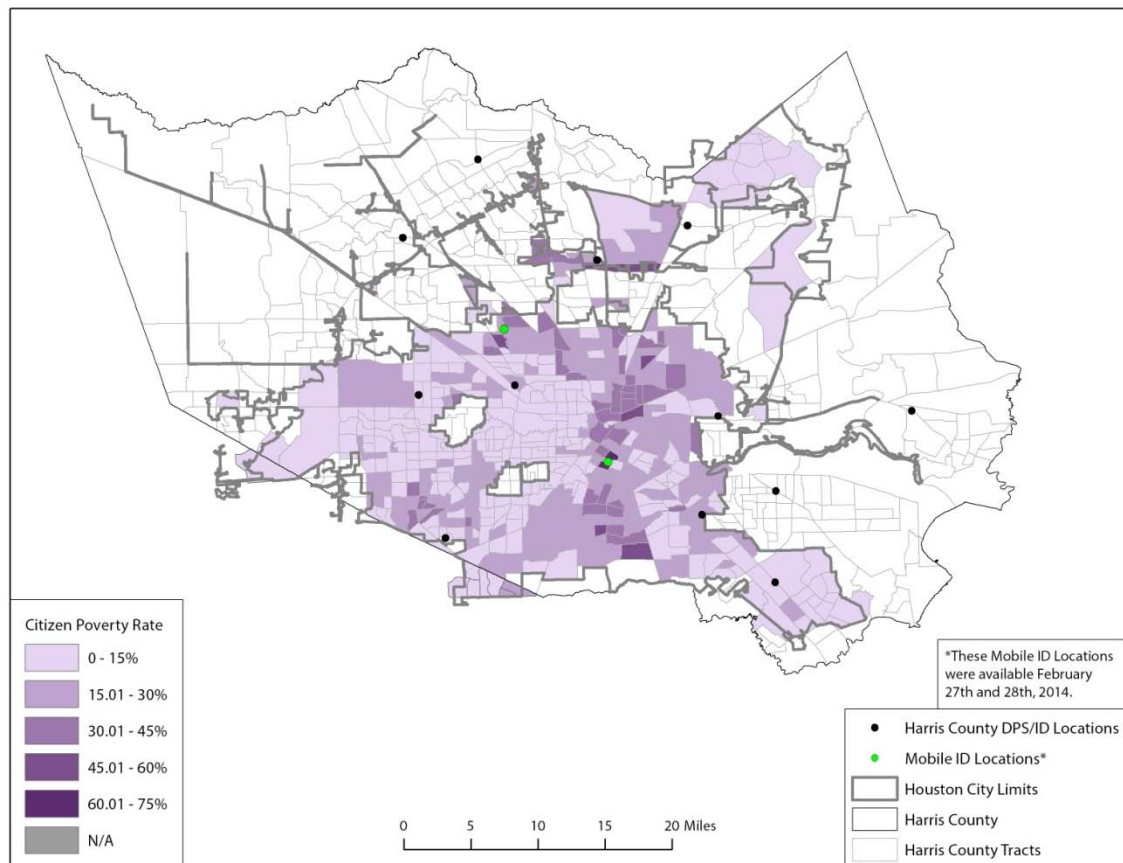 Citizen Poverty Rate
0 - 15%
15.01 - 30%
30.01 - 45%
45.01 - 60%
60.01 - 75%
N/A
0 5 10 15 20 Miles
*These Mobile ID Locations
were available February
27th and 28th, 2014.
Harris County DPS/ID Locations
Mobile ID Locations*
Houston City Limits
Harris County
Harris County Tracts